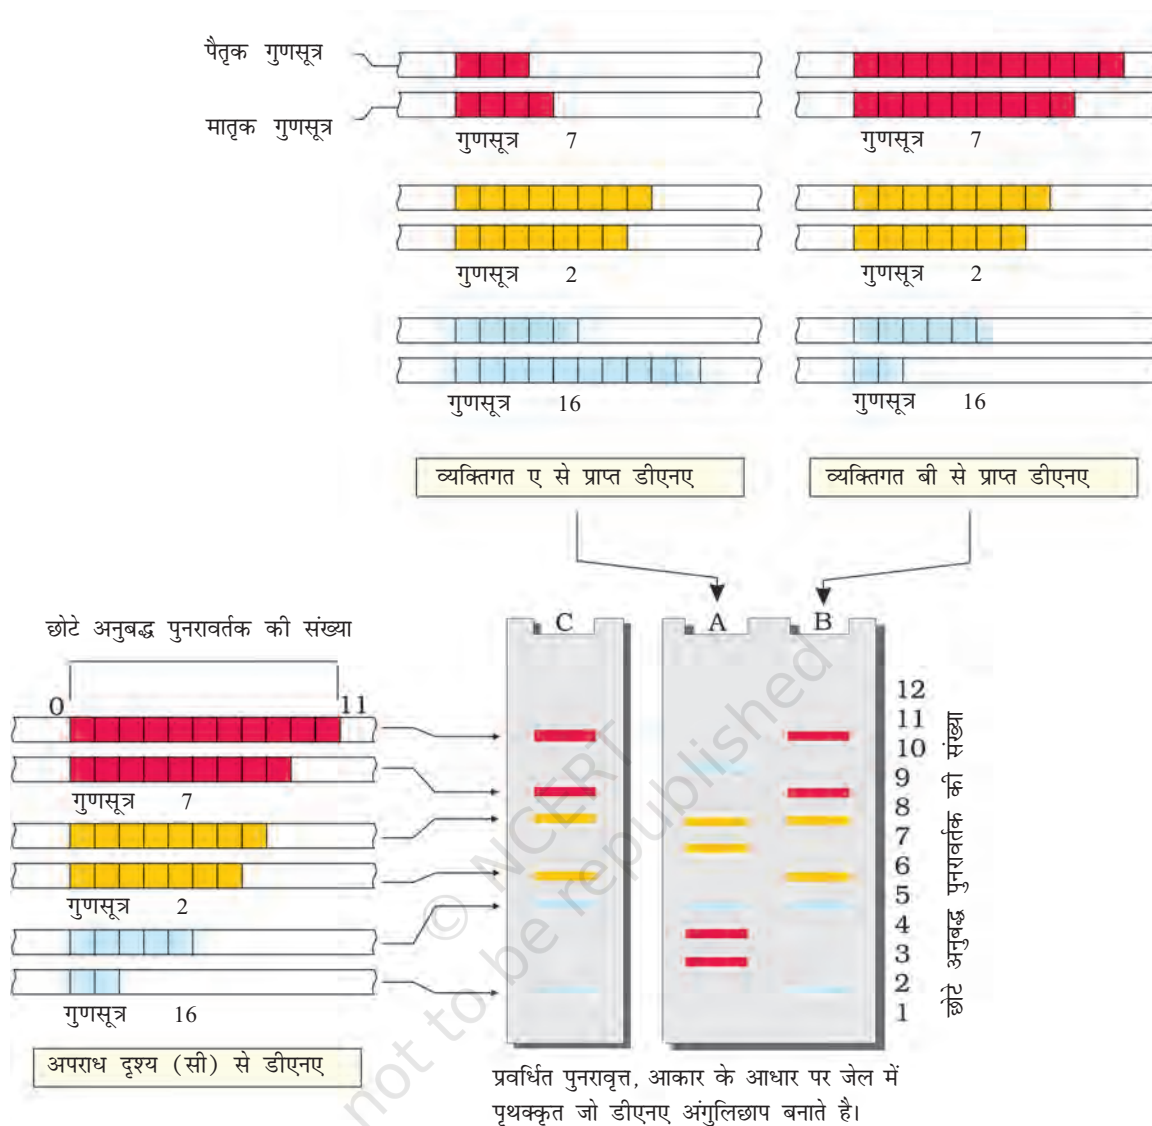 पैतृक गुणसूत्र
मातृक गुणसूत्र
गुणसूत्र 7
गुणसूत्र 7
गुणसूत्र 2
गुणसूत्र 2
गुणसूत्र 16
गुणसूत्र 16
व्यक्तिगत ए से प्राप्त डीएनए
व्यक्तिगत बी से प्राप्त डीएनए
छोटे अनुबद्ध पुनरावर्तक की संख्या
0 11
गुणसूत्र 7
गुणसूत्र 2
गुणसूत्र 16
अपराध दृश्य (सी) से डीएनए
C
A B
12
11
10
9
8
7
6
5
4
3
2
1
छोटे अनुबद्ध पुनरावर्तक की संख्या
प्रवर्धित पुनरावृत्त, आकार के आधार पर जेल में
पृथक्कृत जो डीएनए अंगुलिछाप बनाते है।
© NCERT
not to be republished